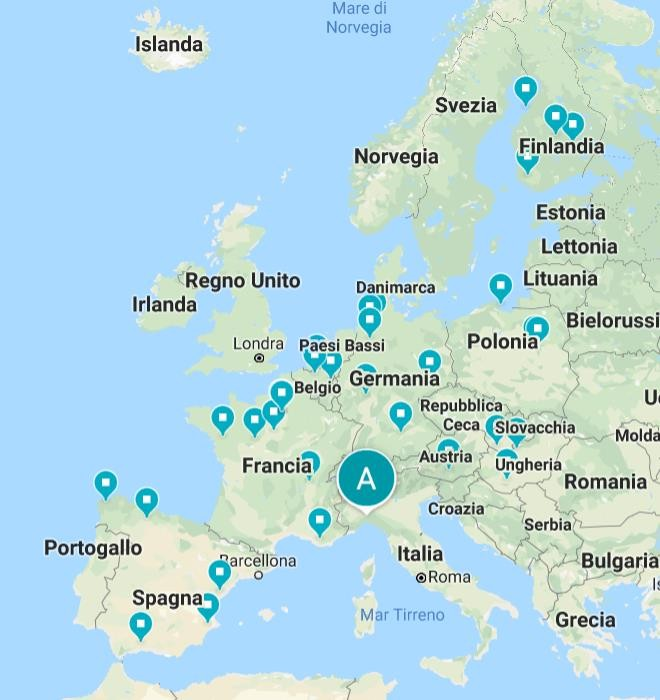 Mare di
Norvegia
Islanda
Svezia
Finlandia
Norvegia
Estonia
Lettonia
Lituania
Danimarca
Regno Unito
Irlanda
Bielorussi
Polonia
Londra
Paesi Bassi
Belgio
Germania
Repubblica
Ceca
Slovacchia
Molda
Austria
Ungheria
Francia
A
Romania
Croazia
Serbia
Portogallo
Barcellona
Italia
Roma
Bulgaria
Spagna
Mar Tirreno
Grecia